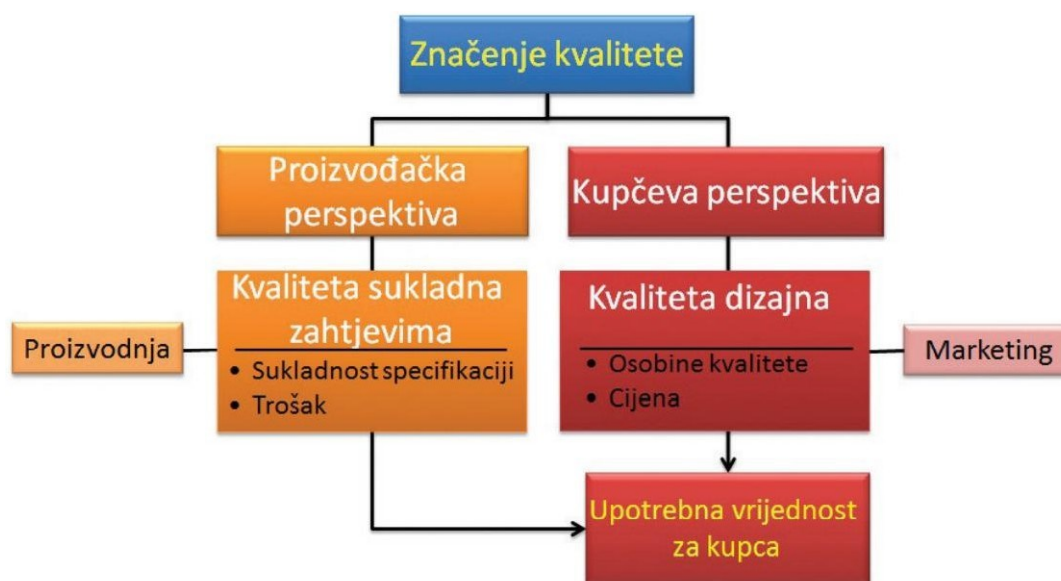 Značenje kvalitete
Proizvođačka
perspektiva
Kupčeva perspektiva
Kvaliteta sukladna
zahtjevima
• Sukladnost specifikaciji
• Trošak
Kvaliteta dizajna
• Osobine kvalitete
• Cijena
Proizvodnja
Marketing
Upotrebna vrijednost
za kupca